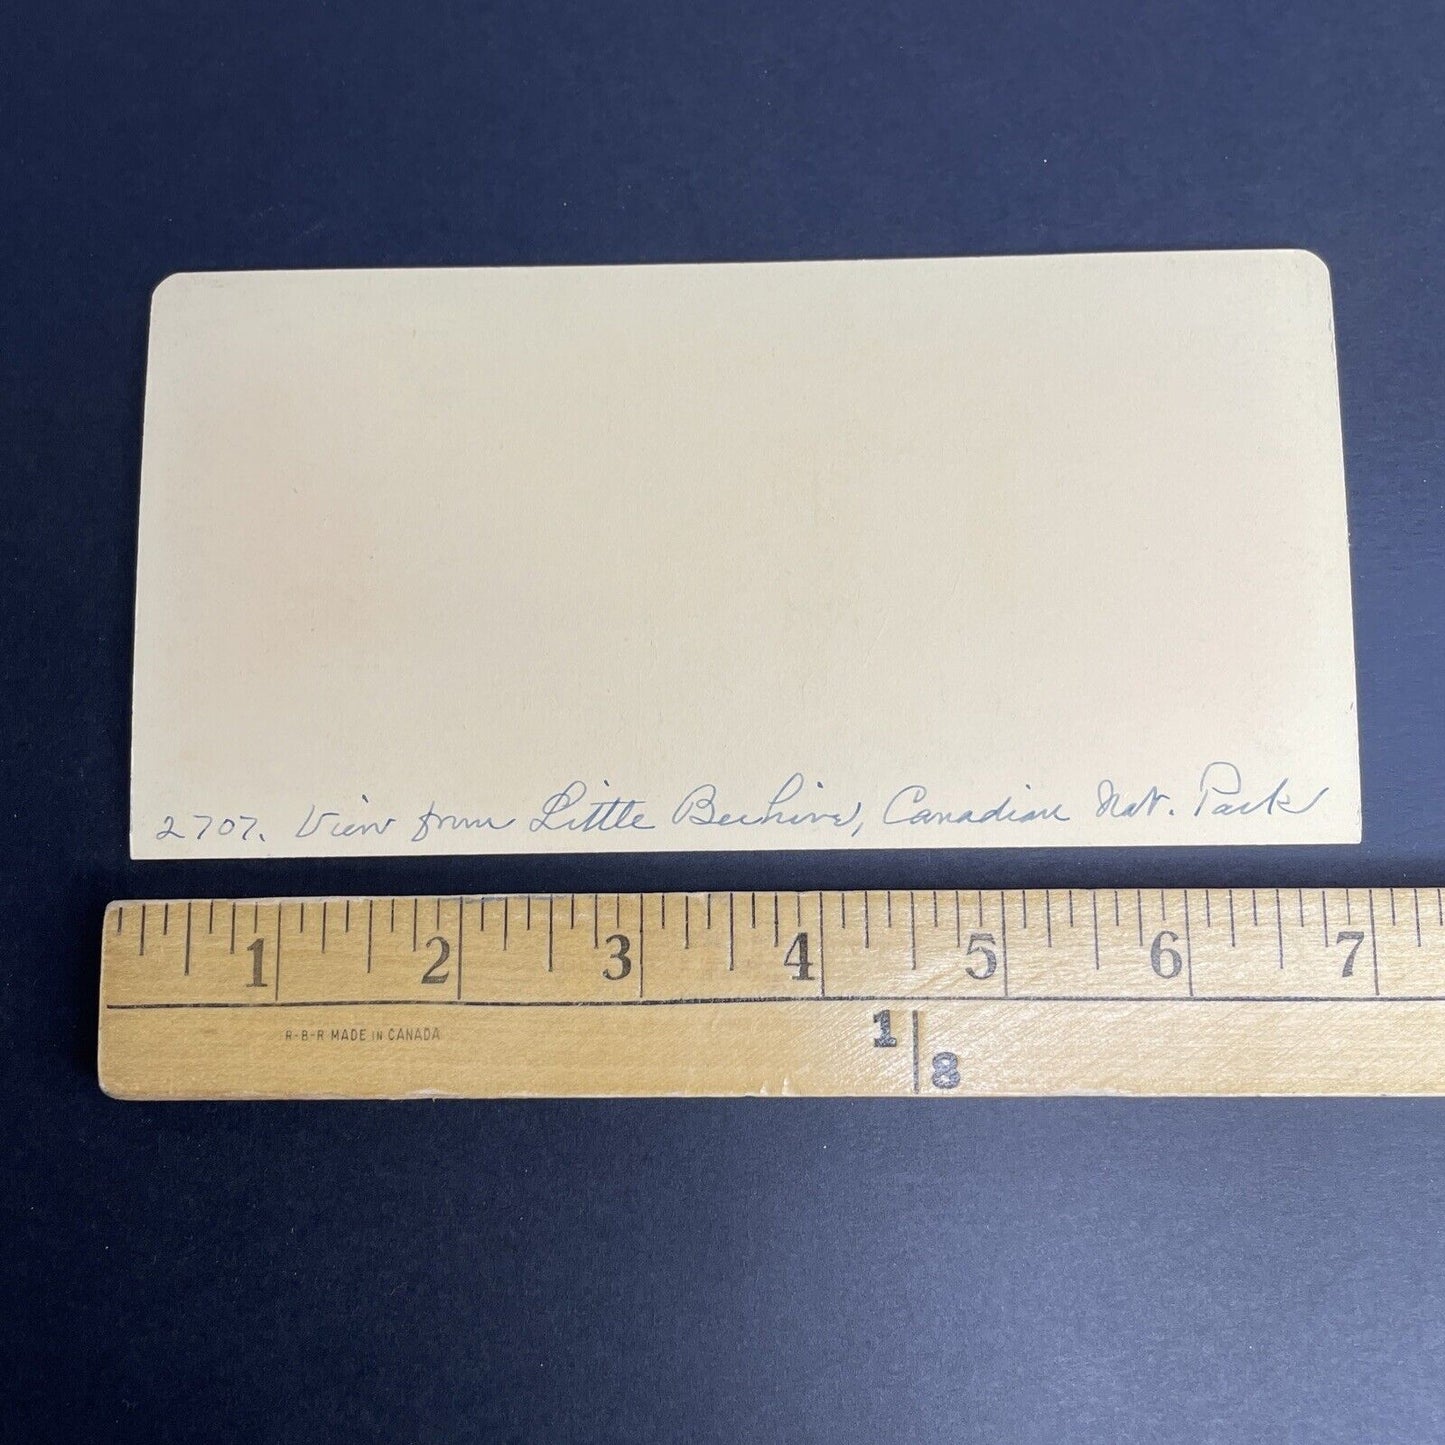 2707. View from Little Beehive, Canadian Nat. Park
1 2 3 4 5 6 7
R-B-R MADE IN CANADA
1
8